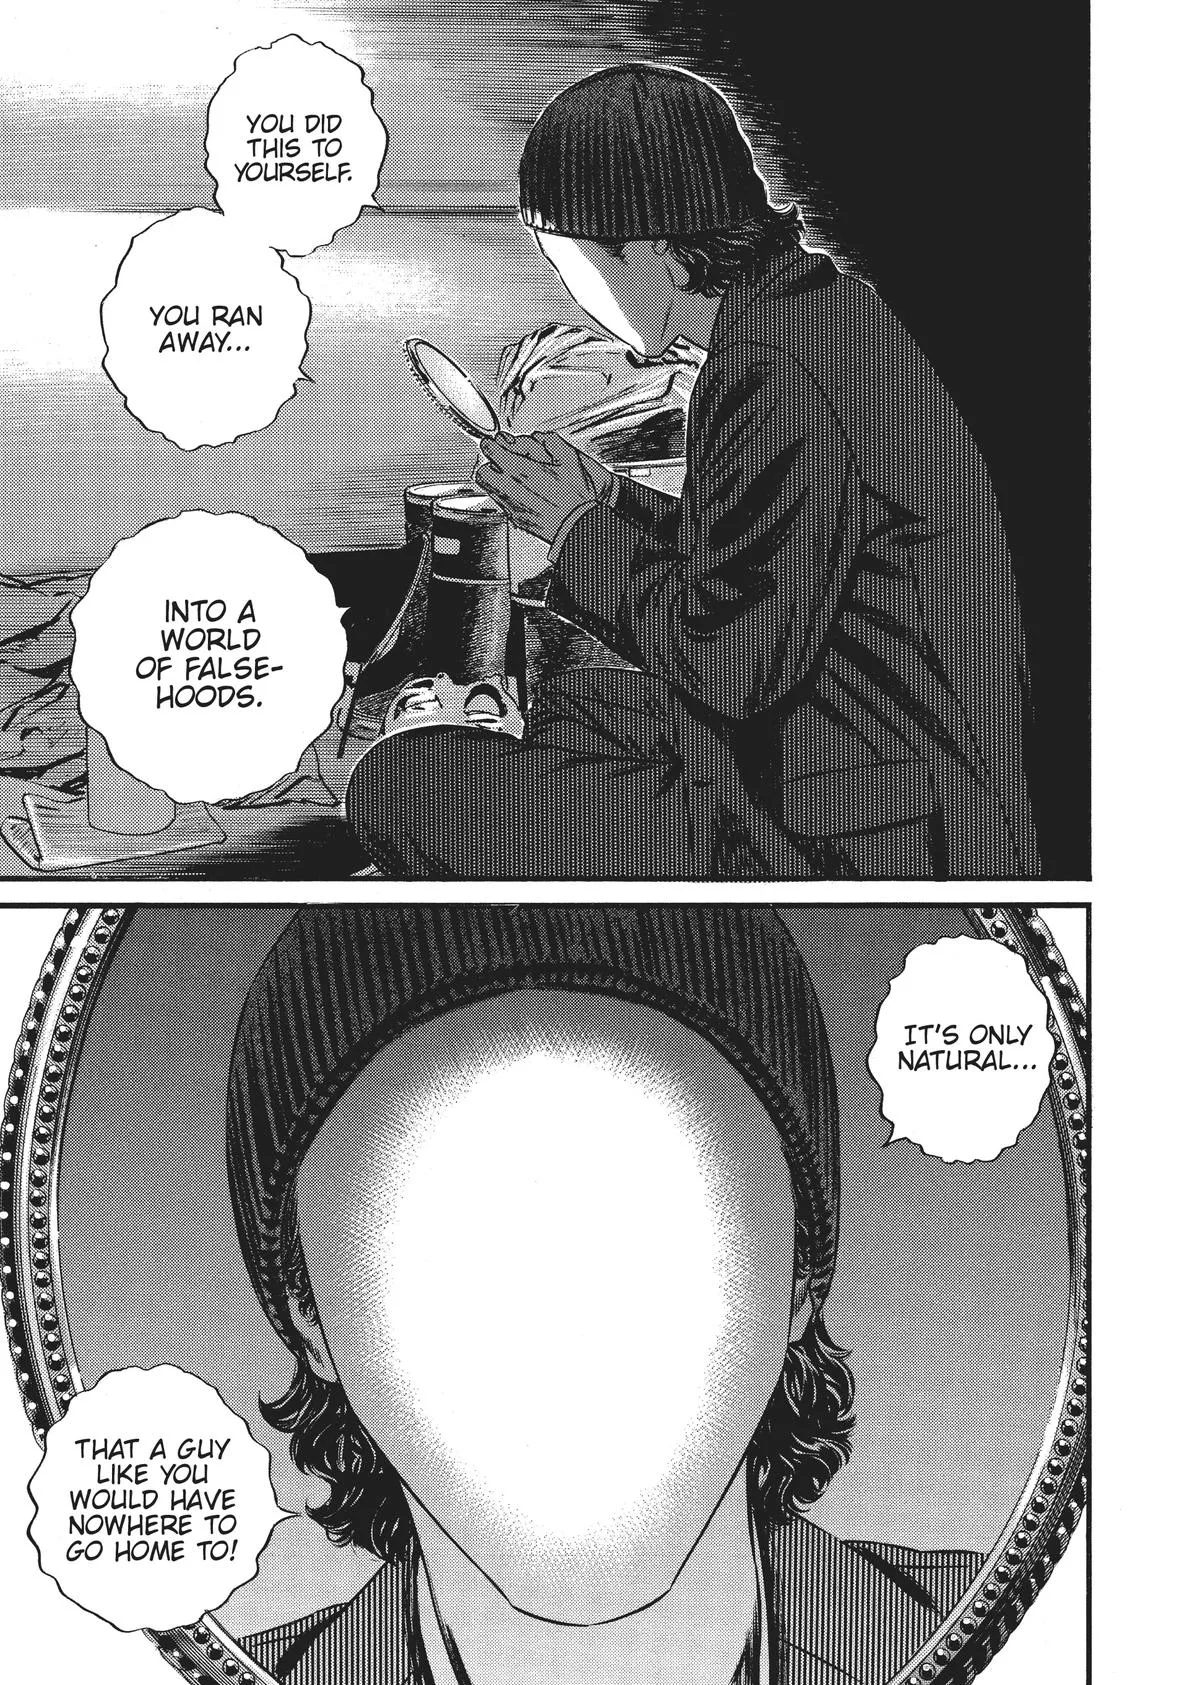 YOU DID
THIS TO
YOURSELF.
YOU RAN
AWAY...
INTO A
WORLD
OF FALSE-
HOODS.
IT'S ONLY
NATURAL...
THAT A GUY
LIKE YOU
WOULD HAVE
NOWHERE TO
GO HOME TO!